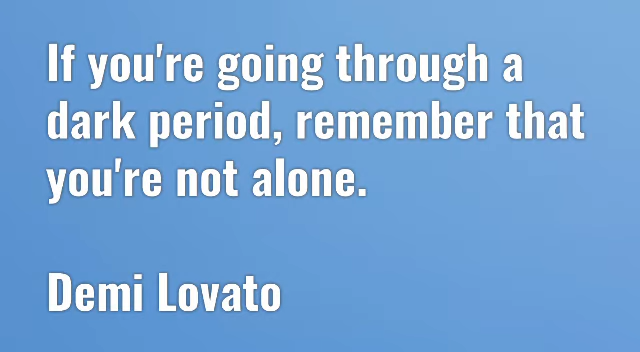 If you're going through a
dark period, remember that
you're not alone.
Demi Lovato